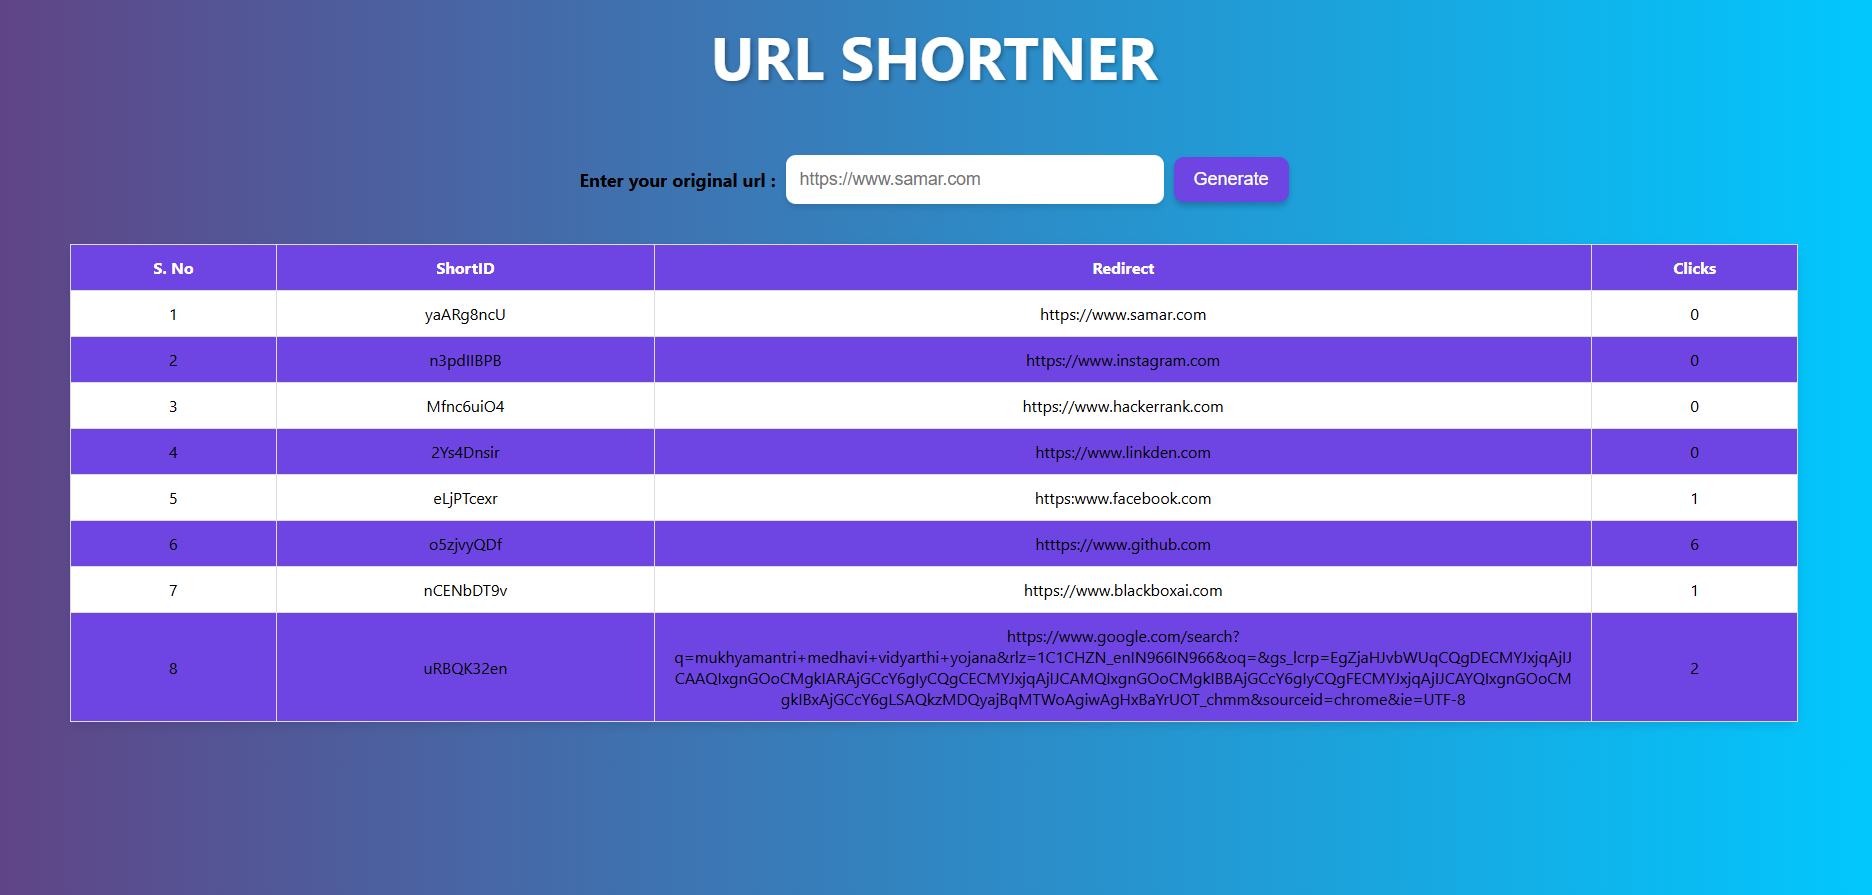 URL SHORTNER
Enter your original url : https://www.samar.com Generate
S. No ShortID Redirect Clicks
1 yaARg8ncU https://www.samar.com 0
2 n3pdIIBPB https://www.instagram.com 0
3 Mfnc6uiO4 https://www.hackerrank.com 0
4 2Ys4Dnsir https://www.linkden.com 0
5 eLjPTcexr https:www.facebook.com 1
6 o5zjvyQDf htttps://www.github.com 6
7 nCENbDT9v https://www.blackboxai.com 1
https://www.google.com/search?
q=mukhyamantri+medhavi+vidyarthi+yojana&rlz=1C1CHZN_enIN966IN966&oq=&gs_lcrp=EgZjaHJvbWUqCQgDECMYJxjqAjIJ
8 uRBQK32en CAAQIxgnGOoCMgkIARAjGCcY6gIyCQgCECMYJxjqAjIJCAMQIxgnGOoCMgkIBBAjGCcY6gIyCQgFECMYJxjqAjIJCAYQIxgnGOoCM 2
gkIBxAjGCcY6gLSAQkzMDQyajBqMTWoAgiwAgHxBaYrUOT_chmm&sourceid=chrome&ie=UTF-8